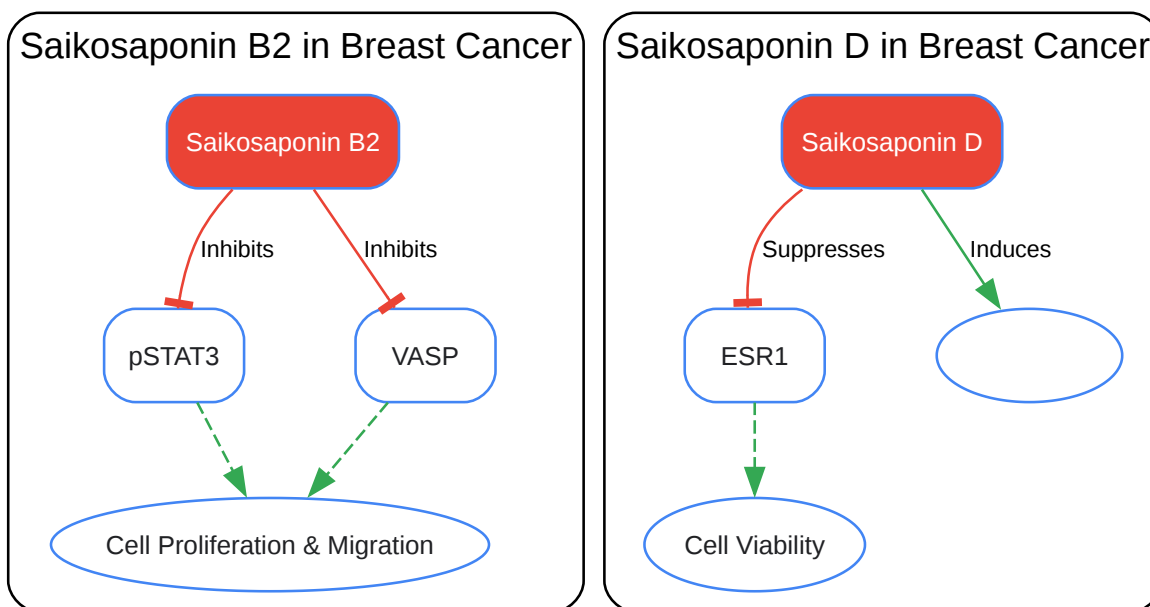 Saikosaponin B2 in Breast Cancer
Saikosaponin B2
Inhibits
Inhibits
pSTAT3
VASP
Cell Proliferation & Migration
Saikosaponin D in Breast Cancer
Saikosaponin D
Suppresses
Induces
ESR1
Cell Viability